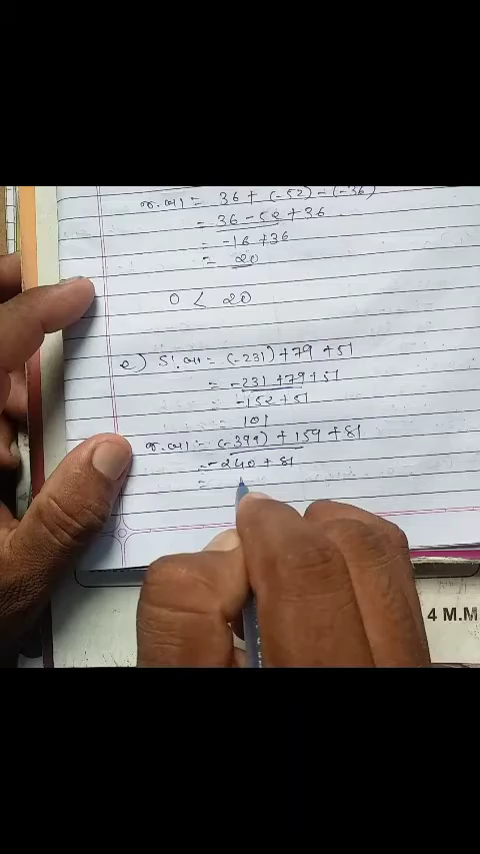 જ.બા = 36 + (-52) - (-36)
= 36 - 52 + 36
= -16 + 36
= 20
0 < 20
e) ડા.બા = (-231) + 79 + 51
= -231 + 79 + 51
= -152 + 51
= 101
જ.બા = (-399) + 159 + 81
= -240 + 81
=
4 M.M